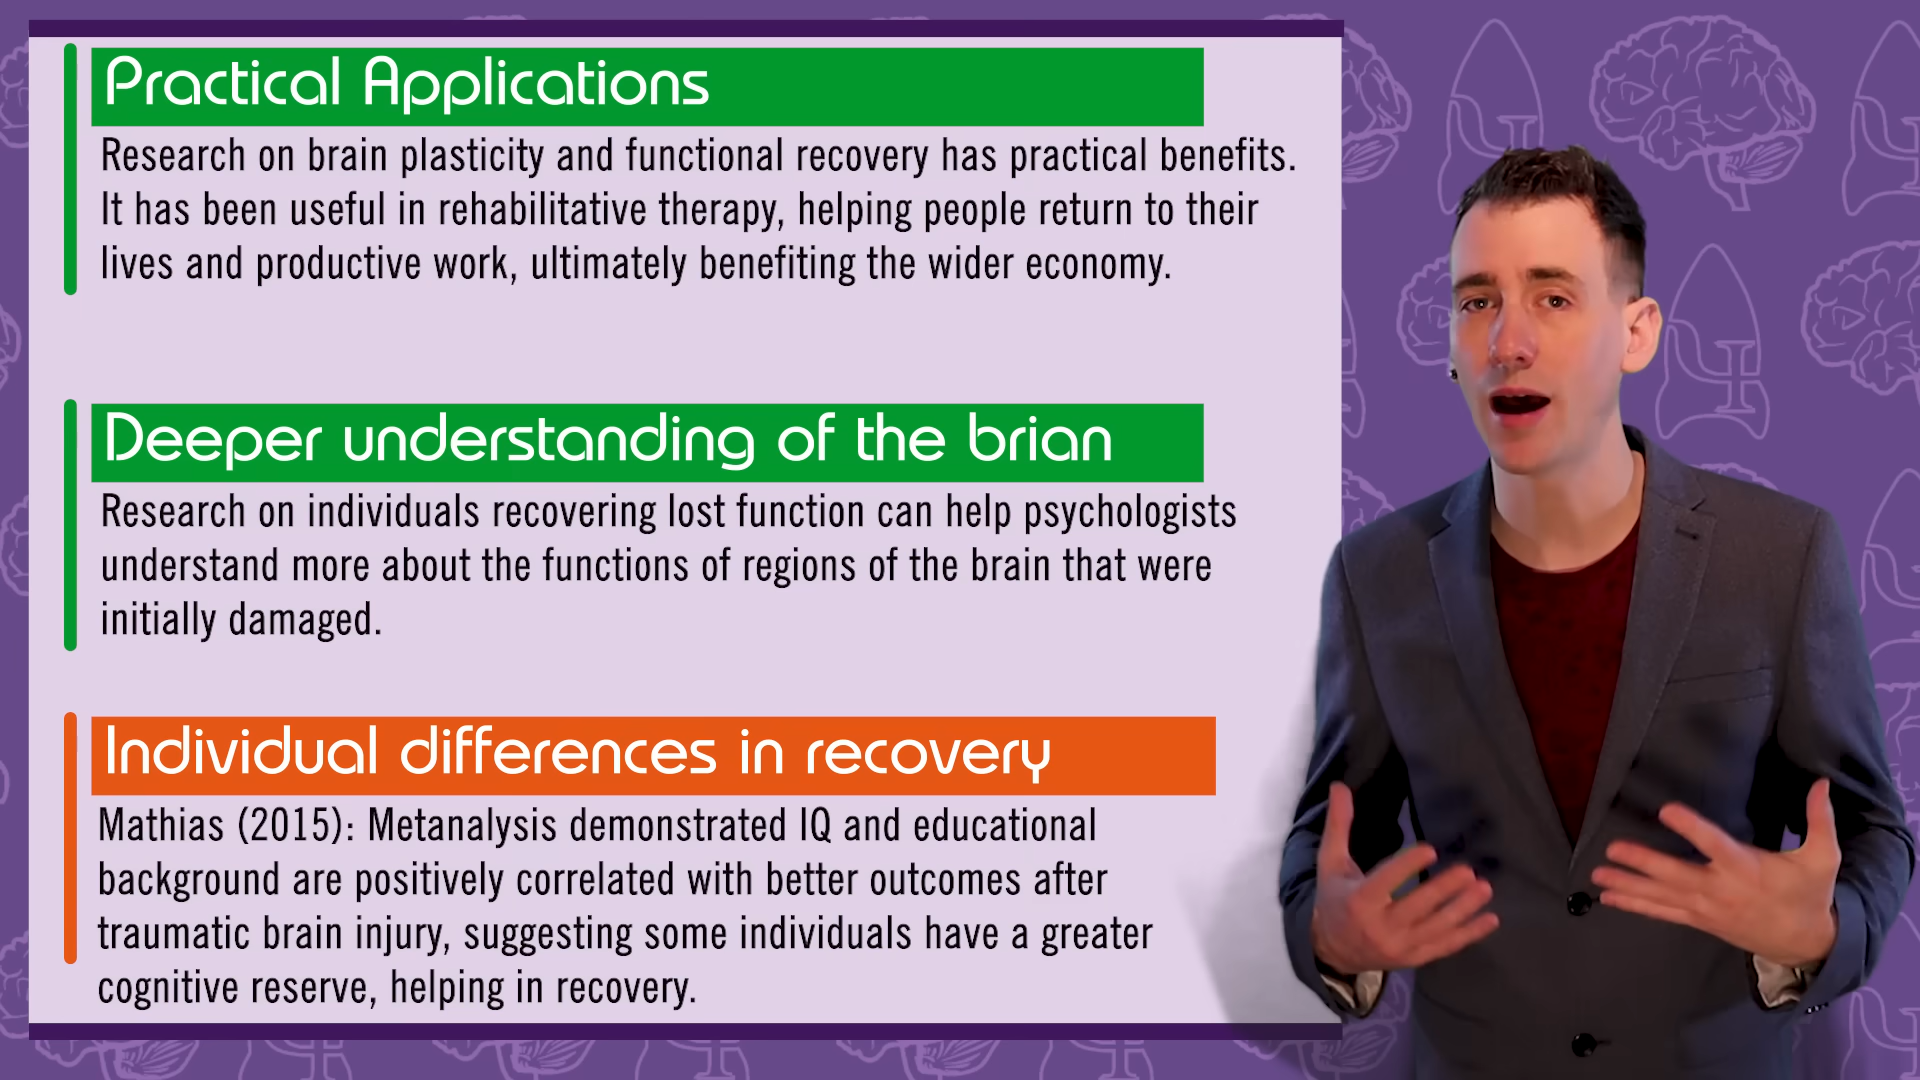 Practical Applications
Research on brain plasticity and functional recovery has practical benefits.
It has been useful in rehabilitative therapy, helping people return to their
lives and productive work, ultimately benefiting the wider economy.
Deeper understanding of the brian
Research on individuals recovering lost function can help psychologists
understand more about the functions of regions of the brain that were
initially damaged.
Individual differences in recovery
Mathias (2015): Metanalysis demonstrated IQ and educational
background are positively correlated with better outcomes after
traumatic brain injury, suggesting some individuals have a greater
cognitive reserve, helping in recovery.